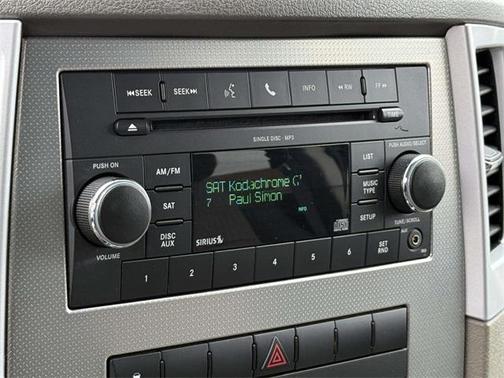 SEEK
SEEK
INFO
RW
FF
SINGLE DISC - MP3
TIME
PUSH ON
VOLUME
AM/FM
SAT
DISC
AUX
SAT Kodachrome (
7 Paul Simon
INFO
SIRIUS
LIST
MUSIC
TYPE
SETUP
PUSH AUDIO/SELECT
TUNE/SCROLL
AUX
1
2
3
4
5
6
SET
RND